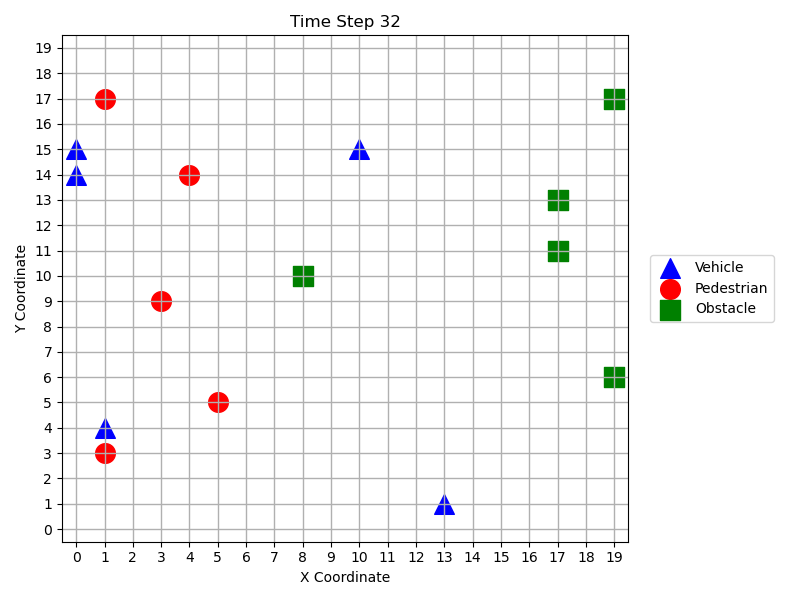 Time Step 32
19
18
17
16
15
14
13
12
11
10
9
8
7
6
5
4
3
2
1
0
Y Coordinate
0 1 2 3 4 5 6 7 8 9 10 11 12 13 14 15 16 17 18 19
X Coordinate
Vehicle
Pedestrian
Obstacle